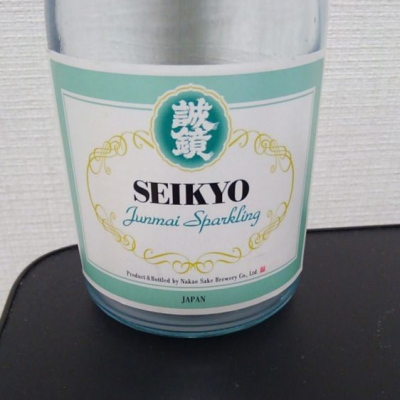 誠鏡
SEIKYO
Junmai Sparkling
Product & Bottled by Nakao Sake Brewery Co., Ltd.
JAPAN